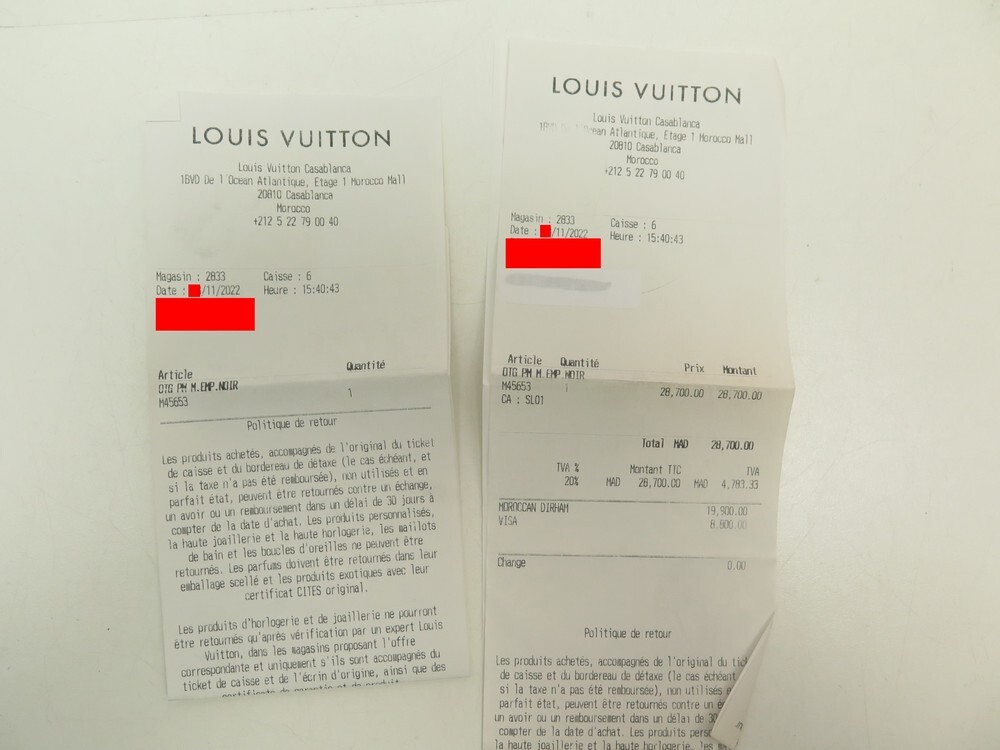 LOUIS VUITTON
Louis Vuitton Casablanca
1BVD De l Ocean Atlantique, Etage 1 Morocco Mall
20810 Casablanca
Morocco
+212 5 22 79 00 40
Magasin : 2833 Caisse : 6
Date : /11/2022 Heure : 15:40:43
Article Quantité
OTG PM M.EMP.NOIR
M45653 1
Politique de retour
Les produits achetés, accompagnés de l'original du ticket
de caisse et du bordereau de détaxe (le cas échéant, et
si la taxe n'a pas été remboursée), non utilisés et en
parfait état, peuvent être retournés contre un échange,
un avoir ou un remboursement dans un délai de 30 jours à
compter de la date d'achat. Les produits personnalisés,
la haute joaillerie et la haute horlogerie, les maillots
de bain et les boucles d'oreilles ne peuvent être
retournés. Les parfums doivent être retournés dans leur
emballage scellé et les produits exotiques avec leur
certificat CITES original.
Les produits d'horlogerie et de joaillerie ne pourront
être retournés qu'après vérification par un expert Louis
Vuitton, dans les magasins proposant l'offre
correspondante et uniquement s'ils sont accompagnés du
ticket de caisse et de l'écrin d'origine, ainsi que des
LOUIS VUITTON
Louis Vuitton Casablanca
Atlantique, Etage 1 Morocco Mall
20810 Casablanca
Morocco
+212 5 22 79 00 40
Magasin : 2833 Caisse : 6
Date : /11/2022 Heure : 15:40:43
Article Quantité Prix Montant
OTG PM M.EMP NOIR
M45653 1 28,700.00 28,700.00
CA : SL01
Total MAD 28,700.00
TVA % Montant TTC TVA
20% MAD 28,700.00 MAD 4,783.33
MOROCCAN DIRHAM 19,900.00
VISA 8,800.00
Change 0.00
Politique de retour
Les produits achetés, accompagnés de l'original du
de caisse et du bordereau de détaxe (le cas échéant
si la taxe n'a pas été remboursée), non utilisés
parfait état, peuvent être retournés contre un
un avoir ou un remboursement dans un délai de 30
compter de la date d'achat. Les produits
la haute joaillerie et la haute horlogerie, les